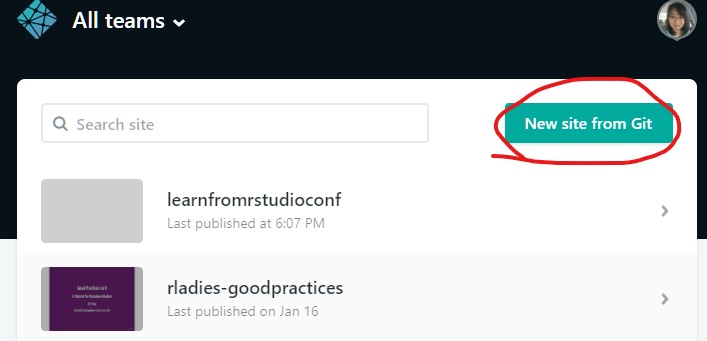 All teams
Search site
New site from Git
learnfromrstudioconf
Last published at 6:07 PM
Good Practices in R
rladies-goodpractices
Last published on Jan 16